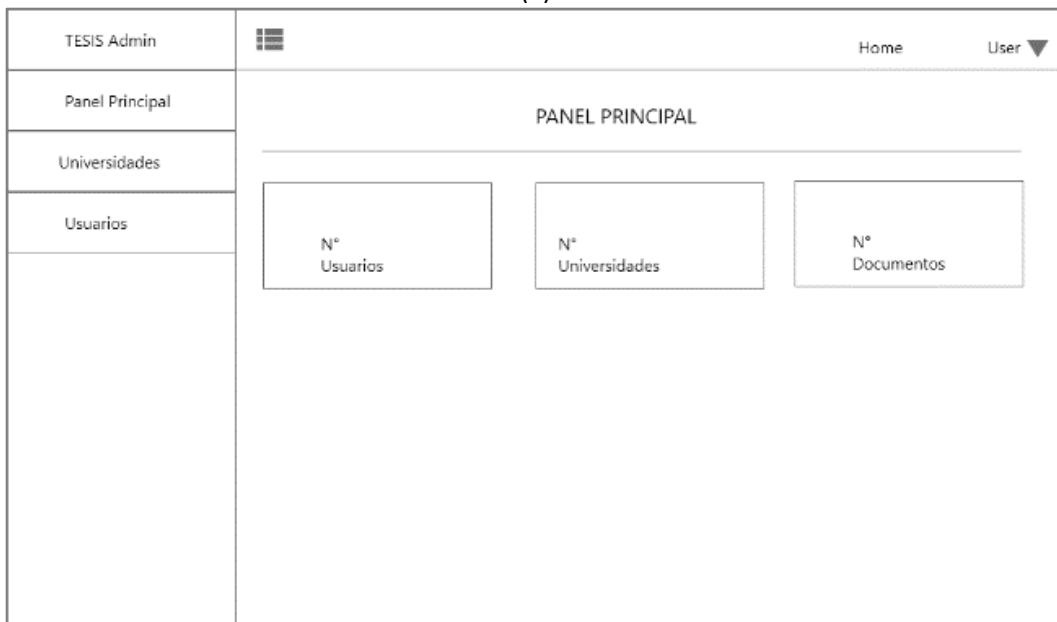 TESIS Admin
Home
User
Panel Principal
Universidades
Usuarios
PANEL PRINCIPAL
N°
Usuarios
N°
Universidades
N°
Documentos